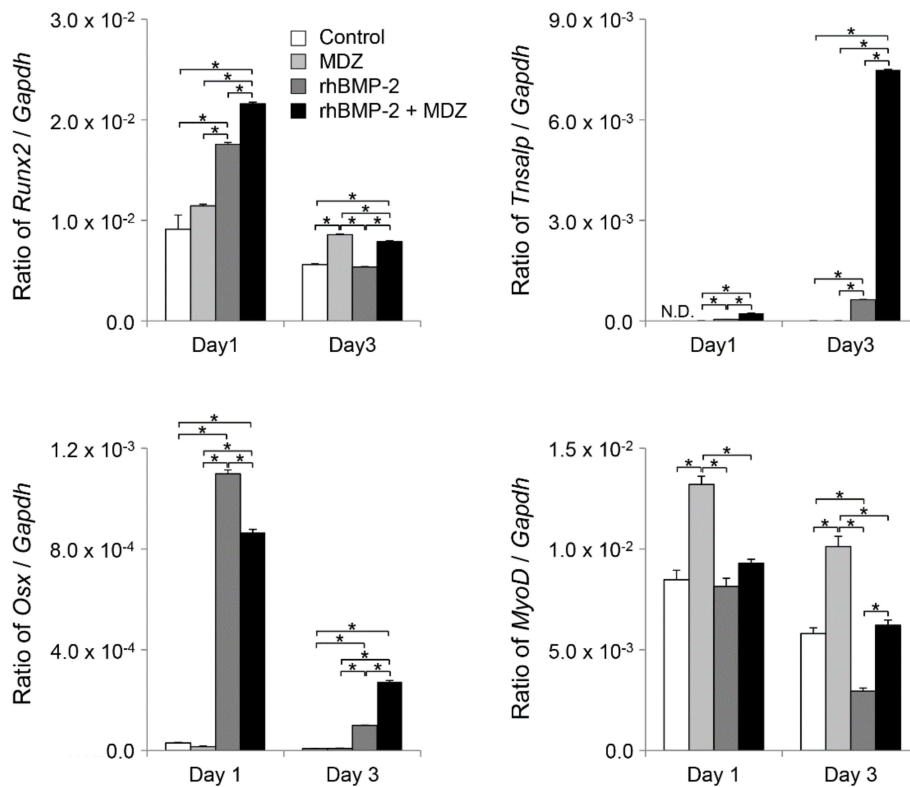 Ratio of Runx2 / Gapdh
3.0 x 10-2
2.0 x 10-2
1.0 x 10-2
0.0
Control
MDZ
rhBMP-2
rhBMP-2 + MDZ
* * * * *
* * * * *
Day1 Day3
Ratio of Tnsalp / Gapdh
9.0 x 10-3
6.0 x 10-3
3.0 x 10-3
0.0
N.D.
* * *
* * * * *
Day1 Day3
Ratio of Osx / Gapdh
1.2 x 10-3
8.0 x 10-4
4.0 x 10-4
0.0
* * * * *
* * * * *
Day 1 Day 3
Ratio of MyoD / Gapdh
1.5 x 10-2
1.0 x 10-2
5.0 x 10-3
0.0
* * *
* * * * *
Day 1 Day 3